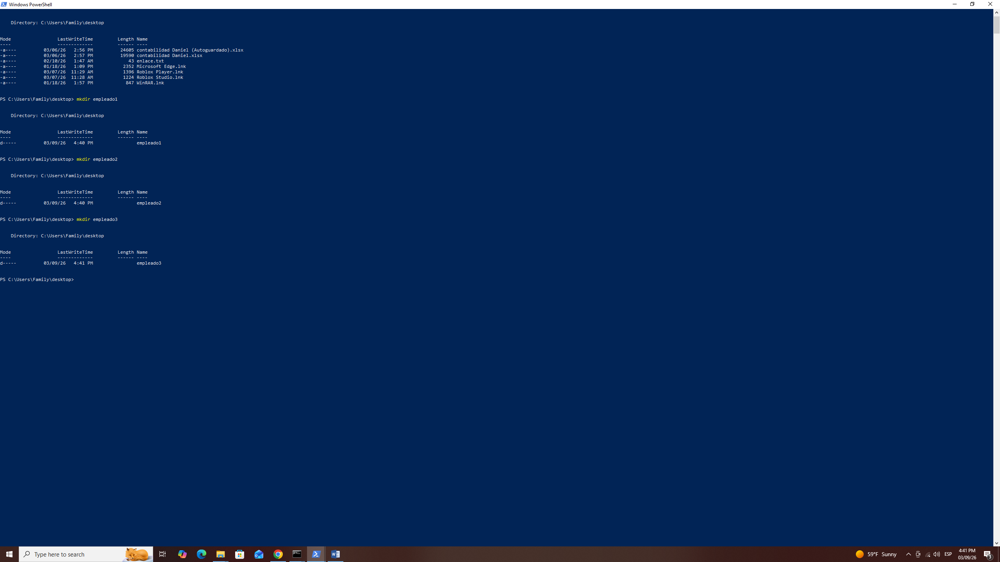 Windows PowerShell
Directory: C:\Users\Family\desktop
Mode LastWriteTime Length Name
---- ------------- ------ ----
-a---- 03/06/26 2:56 PM 24605 contabilidad Daniel (Autoguardado).xlsx
-a---- 03/06/26 2:57 PM 19590 contabilidad Daniel.xlsx
-a---- 02/10/26 1:47 AM 43 enlace.txt
-a---- 01/18/26 1:09 PM 2352 Microsoft Edge.lnk
-a---- 03/07/26 11:29 AM 1396 Roblox Player.lnk
-a---- 03/07/26 11:28 AM 1224 Roblox Studio.lnk
-a---- 01/18/26 1:57 PM 847 WinRAR.lnk
PS C:\Users\Family\desktop> mkdir empleado1
Directory: C:\Users\Family\desktop
Mode LastWriteTime Length Name
---- ------------- ------ ----
d----- 03/09/26 4:40 PM empleado1
PS C:\Users\Family\desktop> mkdir empleado2
Directory: C:\Users\Family\desktop
Mode LastWriteTime Length Name
---- ------------- ------ ----
d----- 03/09/26 4:40 PM empleado2
PS C:\Users\Family\desktop> mkdir empleado3
Directory: C:\Users\Family\desktop
Mode LastWriteTime Length Name
---- ------------- ------ ----
d----- 03/09/26 4:41 PM empleado3
PS C:\Users\Family\desktop>
Type here to search
59°F Sunny
ESP
4:41 PM
03/09/26
3